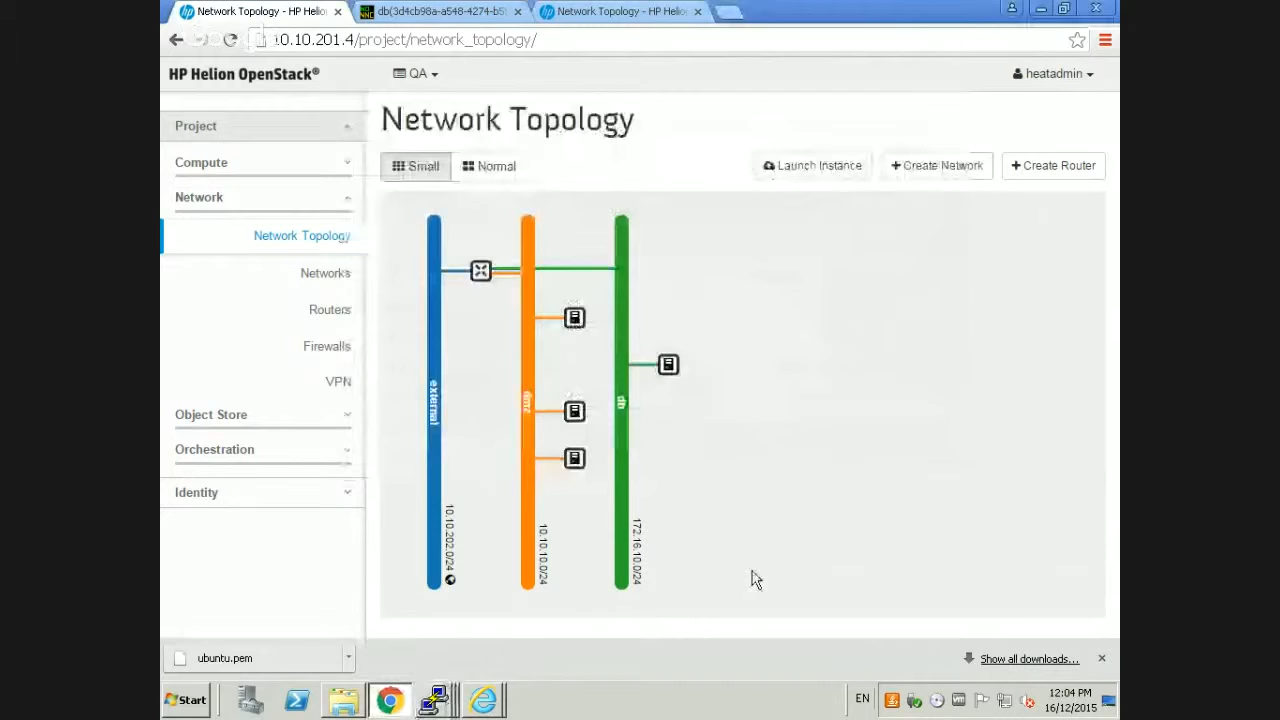 Network Topology - HP Helio
db(3d4cb98a-a548-4274-b5
Network Topology - HP Helio
10.10.201.4/project/network_topology/
HP Helion OpenStack®
QA
heatadmin
Project
Compute
Network
Network Topology
Networks
Routers
Firewalls
VPN
Object Store
Orchestration
Identity
Network Topology
Small
Normal
Launch Instance
+ Create Network
+ Create Router
external
10.10.202.0/24
dmz
10.10.10.0/24
db
172.16.10.0/24
ubuntu.pem
Show all downloads...
Start
EN
12:04 PM
16/12/2015